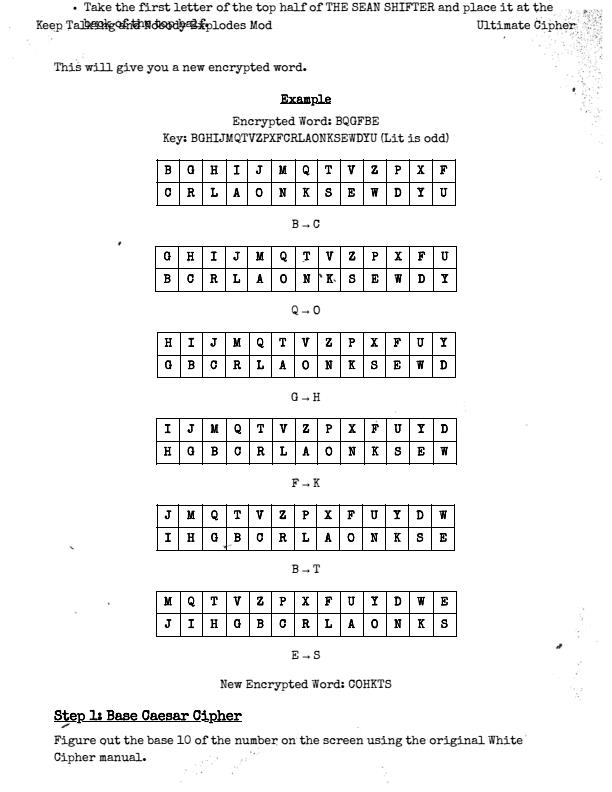 • Take the first letter of the top half of THE SEAN SHIFTER and place it at the
back of the top half.
Keep Talking and Nobody Explodes Mod Ultimate Cipher
This will give you a new encrypted word.
Example
Encrypted Word: BQGFBE
Key: BGHIJMQTVZPXFCRLAONKSEWDYU (Lit is odd)
B G H I J M Q T V Z P X F
C R L A O N K S E W D Y U
B→C
G H I J M Q T V Z P X F U
B C R L A O N K S E W D Y
Q→O
H I J M Q T V Z P X F U Y
G B C R L A O N K S E W D
G→H
I J M Q T V Z P X F U Y D
H G B C R L A O N K S E W
F→K
J M Q T V Z P X F U Y D W
I H G B C R L A O N K S E
B→T
M Q T V Z P X F U Y D W E
J I H G B C R L A O N K S
E→S
New Encrypted Word: COHKTS
Step 1: Base Caesar Cipher
Figure out the base 10 of the number on the screen using the original White
Cipher manual.